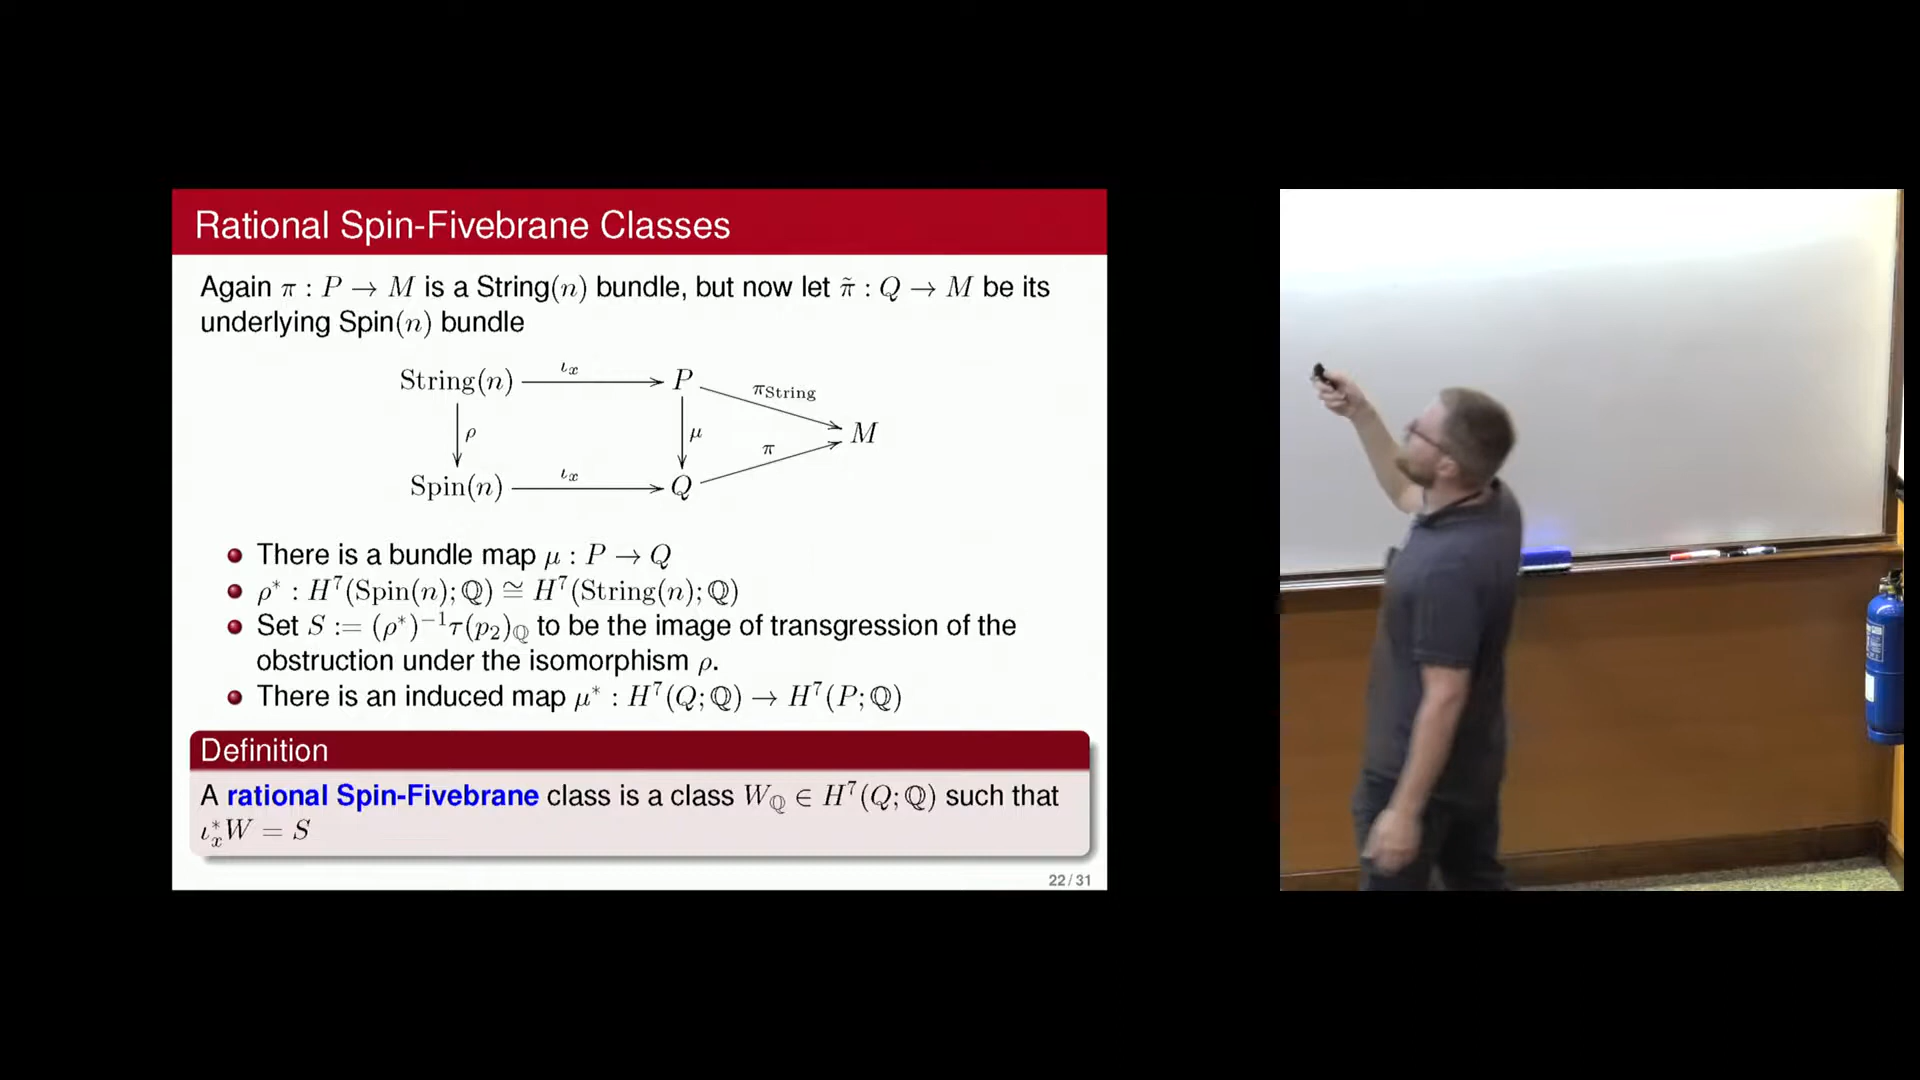 Rational Spin-Fivebrane Classes
Again π : P → M is a String(n) bundle, but now let π̃ : Q → M be its
underlying Spin(n) bundle
String(n) ιₓ P π_String
ρ μ M
Spin(n) ιₓ Q π
There is a bundle map μ : P → Q
ρ* : H⁷(Spin(n); ℚ) ≅ H⁷(String(n); ℚ)
Set S := (ρ*)⁻¹τ(p₂)_ℚ to be the image of transgression of the
obstruction under the isomorphism ρ.
There is an induced map μ* : H⁷(Q; ℚ) → H⁷(P; ℚ)
Definition
A rational Spin-Fivebrane class is a class W_ℚ ∈ H⁷(Q; ℚ) such that
ιₓ*W = S
22 / 31